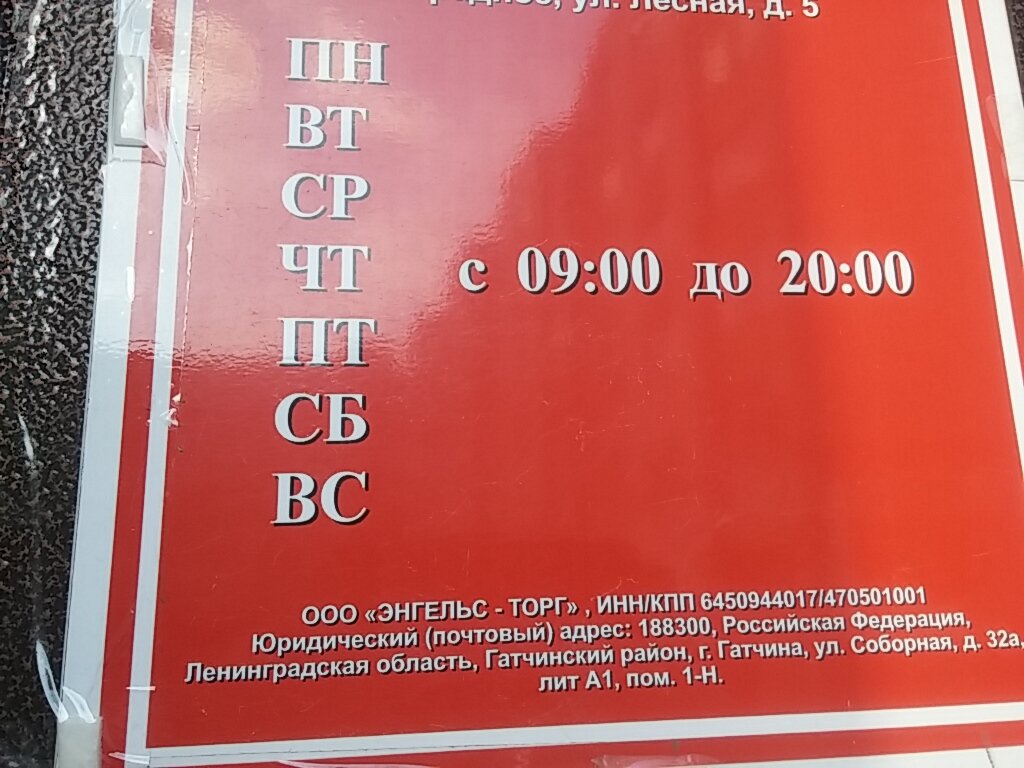 ул. Лесная, д. 5
ПН
ВТ
СР
ЧТ с 09:00 до 20:00
ПТ
СБ
ВС
ООО «ЭНГЕЛЬС - ТОРГ» , ИНН/КПП 6450944017/470501001
Юридический (почтовый) адрес: 188300, Российская Федерация,
Ленинградская область, Гатчинский район, г. Гатчина, ул. Соборная, д. 32а,
лит А1, пом. 1-Н.